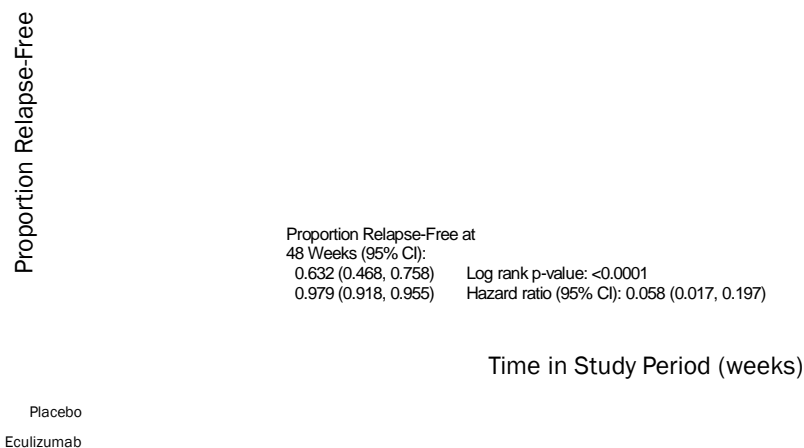 Proportion Relapse-Free
Proportion Relapse-Free at
48 Weeks (95% CI):
0.632 (0.468, 0.758) Log rank p-value: <0.0001
0.979 (0.918, 0.955) Hazard ratio (95% CI): 0.058 (0.017, 0.197)
Time in Study Period (weeks)
Placebo
Eculizumab